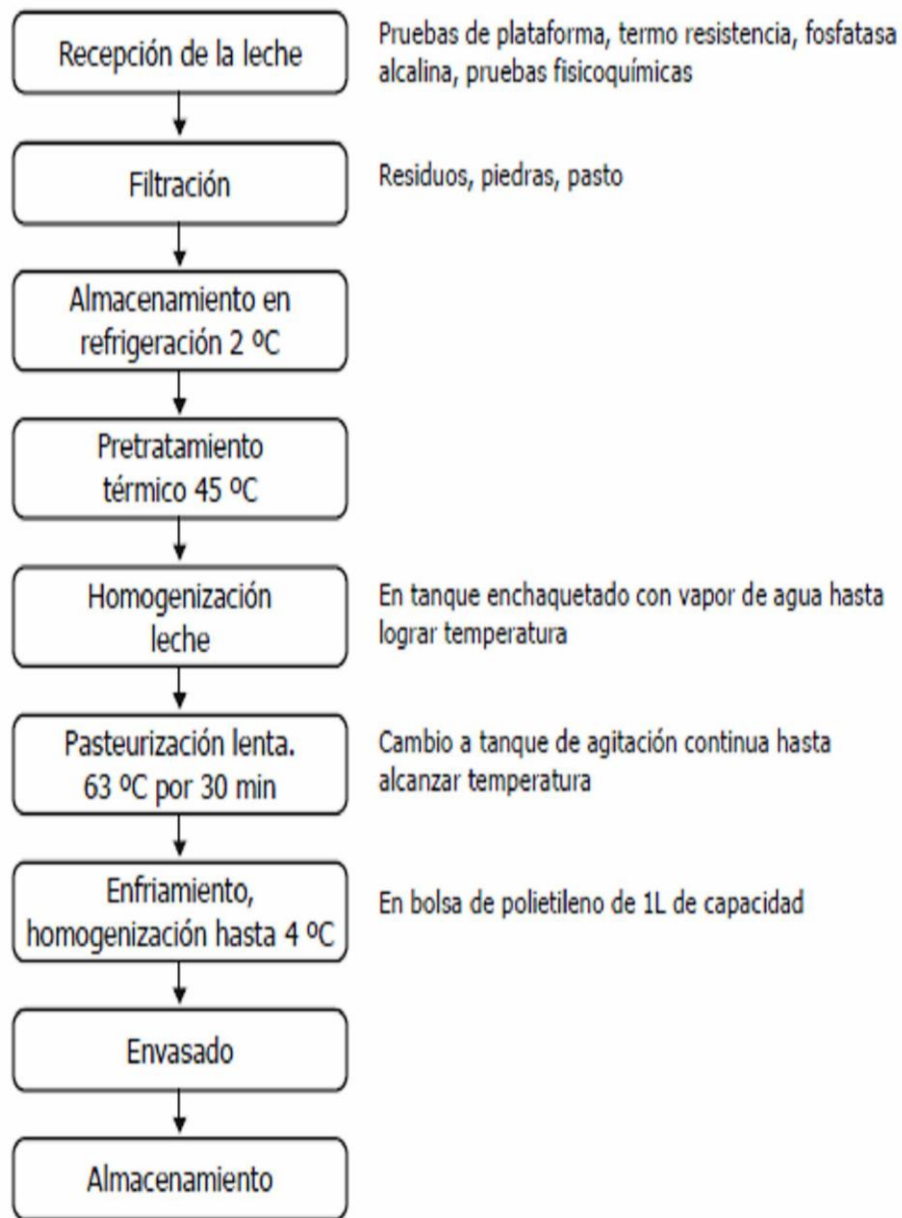 Recepción de la leche
Pruebas de plataforma, termo resistencia, fosfatasa
alcalina, pruebas fisicoquímicas
Filtración
Residuos, piedras, pasto
Almacenamiento en
refrigeración 2 ºC
Pretratamiento
térmico 45 ºC
Homogenización
leche
En tanque enchaquetado con vapor de agua hasta
lograr temperatura
Pasteurización lenta.
63 ºC por 30 min
Cambio a tanque de agitación continua hasta
alcanzar temperatura
Enfriamiento,
homogenización hasta 4 ºC
En bolsa de polietileno de 1L de capacidad
Envasado
Almacenamiento